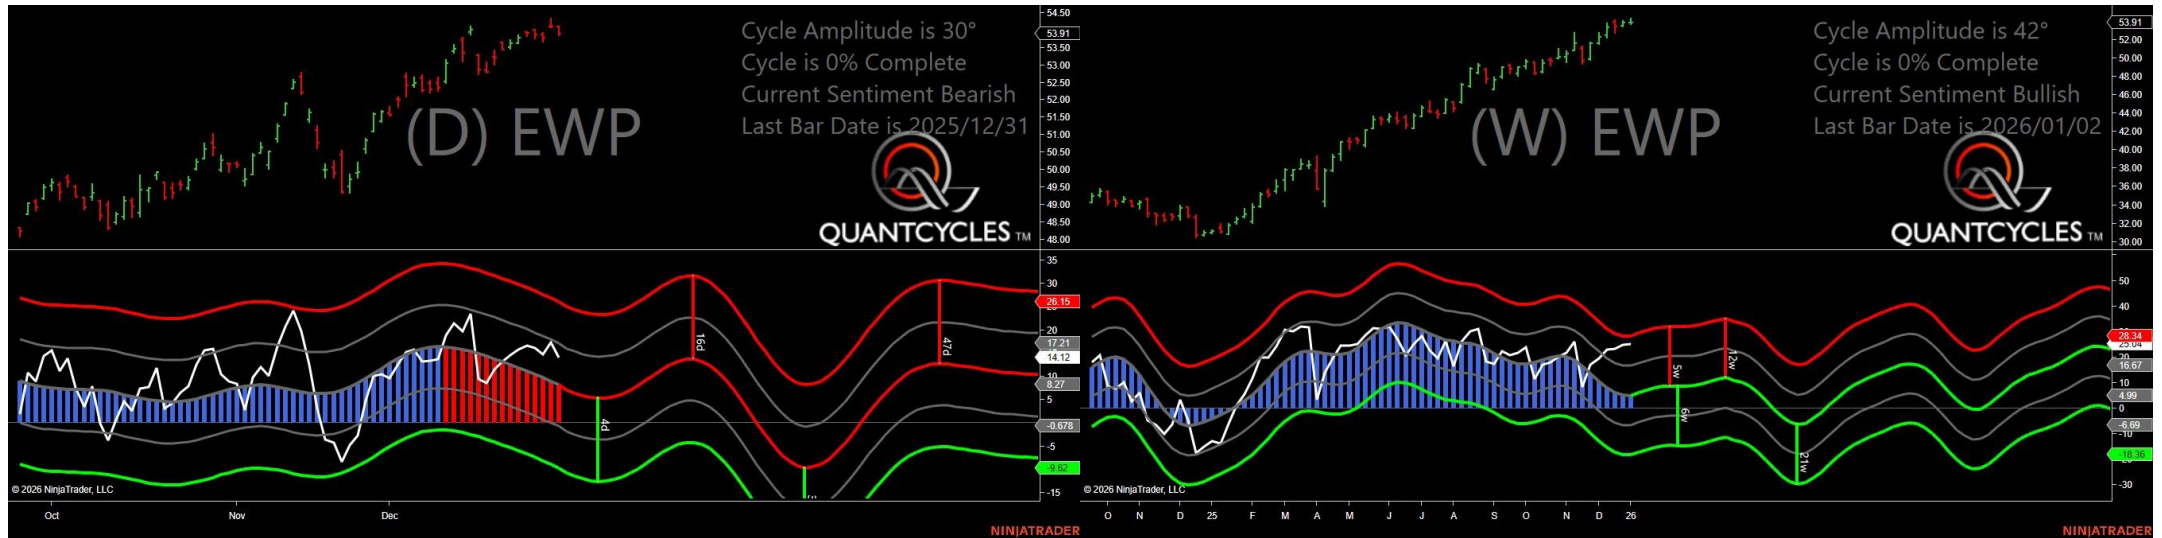 Cycle Amplitude is 30°
Cycle is 0% Complete
Current Sentiment Bearish
Last Bar Date is 2025/12/31
(D) EWP
QUANTCYCLES TM
54.50
53.91
53.50
53.00
52.50
52.00
51.50
51.00
50.50
50.00
49.50
49.00
48.50
48.00
35
30
26.15
20
17.21
14.12
10
8.27
5
-0.678
-5
-9.62
-15
16d
47d
4d
© 2026 NinjaTrader, LLC
Oct Nov Dec
NINJATRADER
Cycle Amplitude is 42°
Cycle is 0% Complete
Current Sentiment Bullish
Last Bar Date is 2026/01/02
(W) EWP
QUANTCYCLES TM
53.91
52.00
50.00
48.00
46.00
44.00
42.00
40.00
38.00
36.00
34.00
32.00
30.00
50
40
28.34
25.04
20
16.67
10
4.99
0
-6.69
-10
-18.36
-30
5w
12w
6w
21w
© 2026 NinjaTrader, LLC
O N D 25 F M A M J J A S O N D 26
NINJATRADER